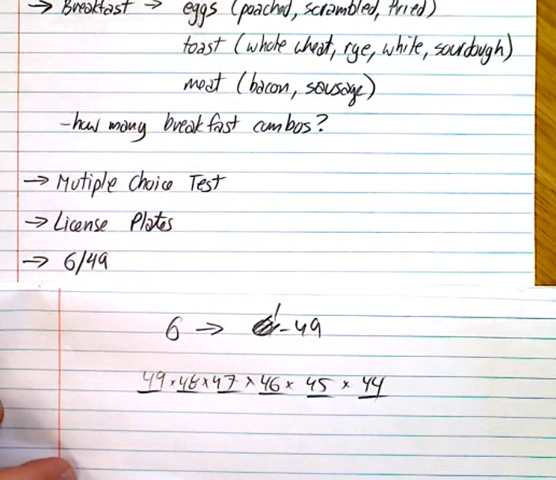 → Breakfast → eggs (poached, scrambled, fried)
toast (whole wheat, rye, white, sourdough)
meat (bacon, sausage)
-how many breakfast combos?
→ Mutiple Choice Test
→ License Plates
→ 6/49
6 → 1-49
49 × 48 × 47 × 46 × 45 × 44